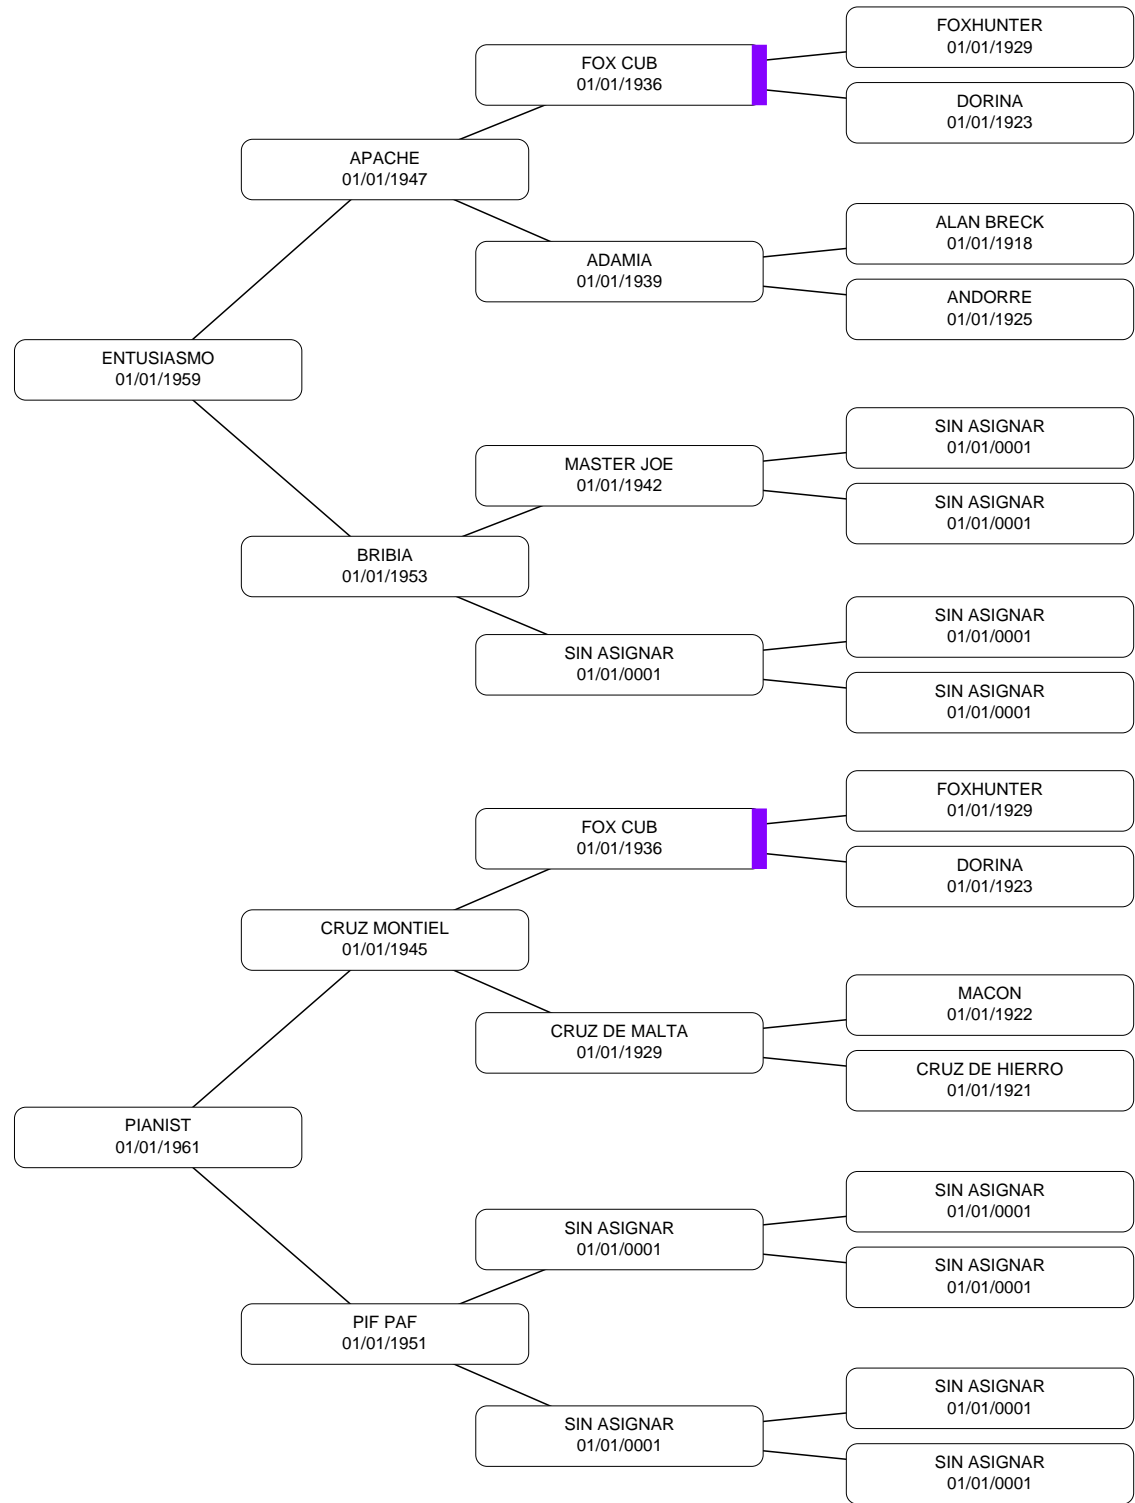 FOXHUNTER
01/01/1929
FOX CUB
01/01/1936
DORINA
01/01/1923
APACHE
01/01/1947
ALAN BRECK
01/01/1918
ADAMIA
01/01/1939
ANDORRE
01/01/1925
ENTUSIASMO
01/01/1959
SIN ASIGNAR
01/01/0001
MASTER JOE
01/01/1942
SIN ASIGNAR
01/01/0001
BRIBIA
01/01/1953
SIN ASIGNAR
01/01/0001
SIN ASIGNAR
01/01/0001
SIN ASIGNAR
01/01/0001
FOXHUNTER
01/01/1929
FOX CUB
01/01/1936
DORINA
01/01/1923
CRUZ MONTIEL
01/01/1945
MACON
01/01/1922
CRUZ DE MALTA
01/01/1929
CRUZ DE HIERRO
01/01/1921
PIANIST
01/01/1961
SIN ASIGNAR
01/01/0001
SIN ASIGNAR
01/01/0001
SIN ASIGNAR
01/01/0001
PIF PAF
01/01/1951
SIN ASIGNAR
01/01/0001
SIN ASIGNAR
01/01/0001
SIN ASIGNAR
01/01/0001